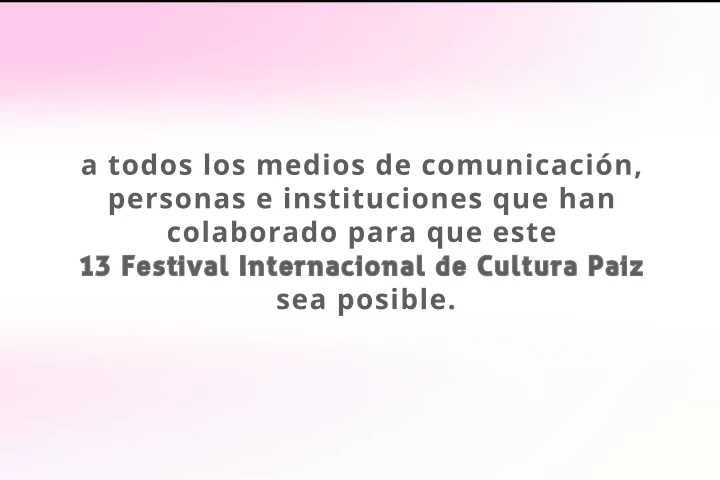 a todos los medios de comunicación,
personas e instituciones que han
colaborado para que este
13 Festival Internacional de Cultura Paiz
sea posible.